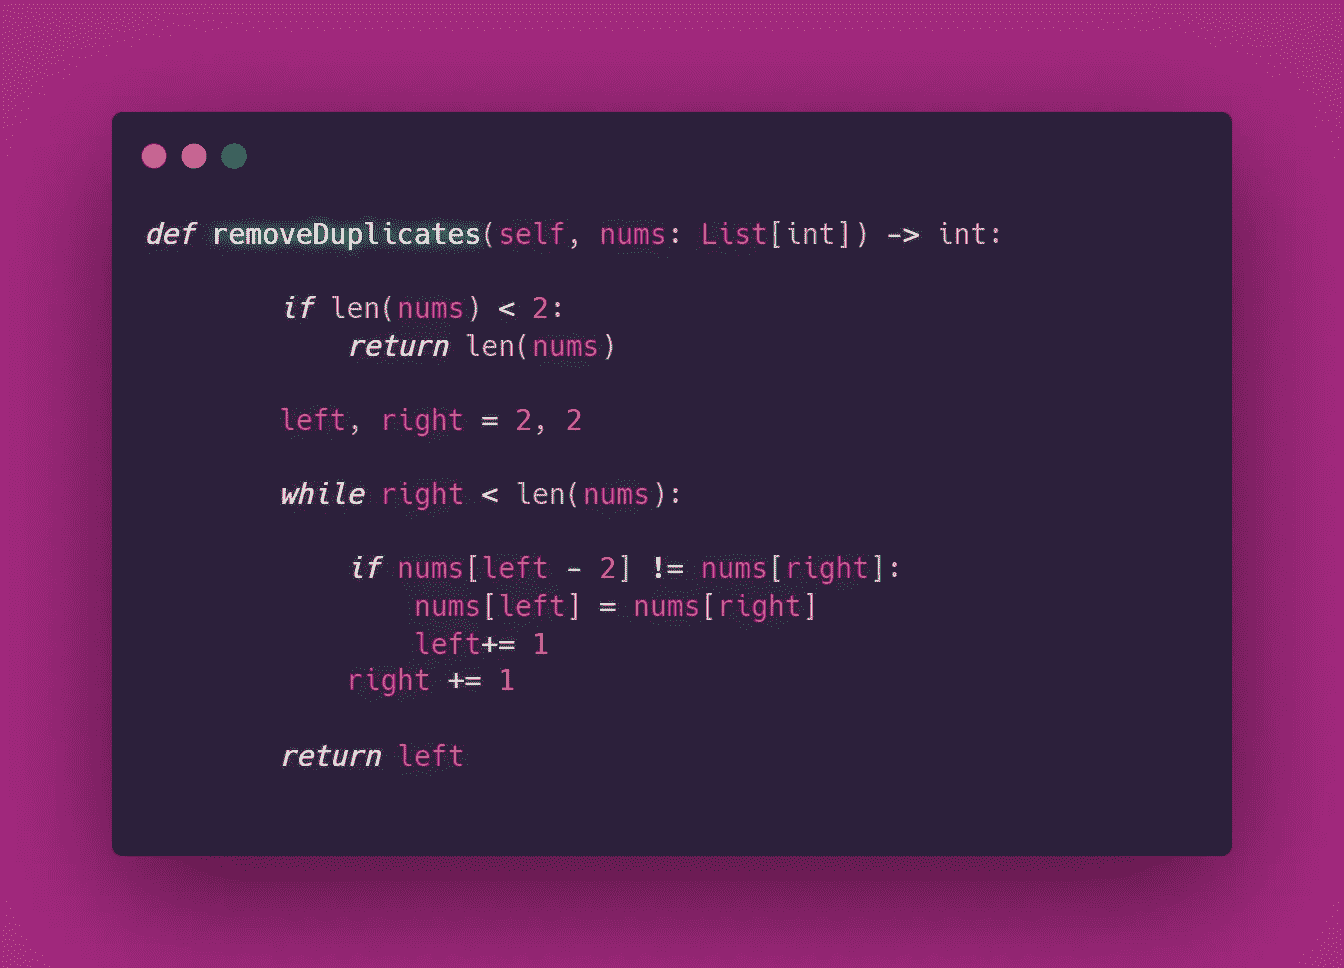 def removeDuplicates(self, nums: List[int]) -> int:
if len(nums) < 2:
return len(nums)
left, right = 2, 2
while right < len(nums):
if nums[left - 2] != nums[right]:
nums[left] = nums[right]
left+= 1
right += 1
return left